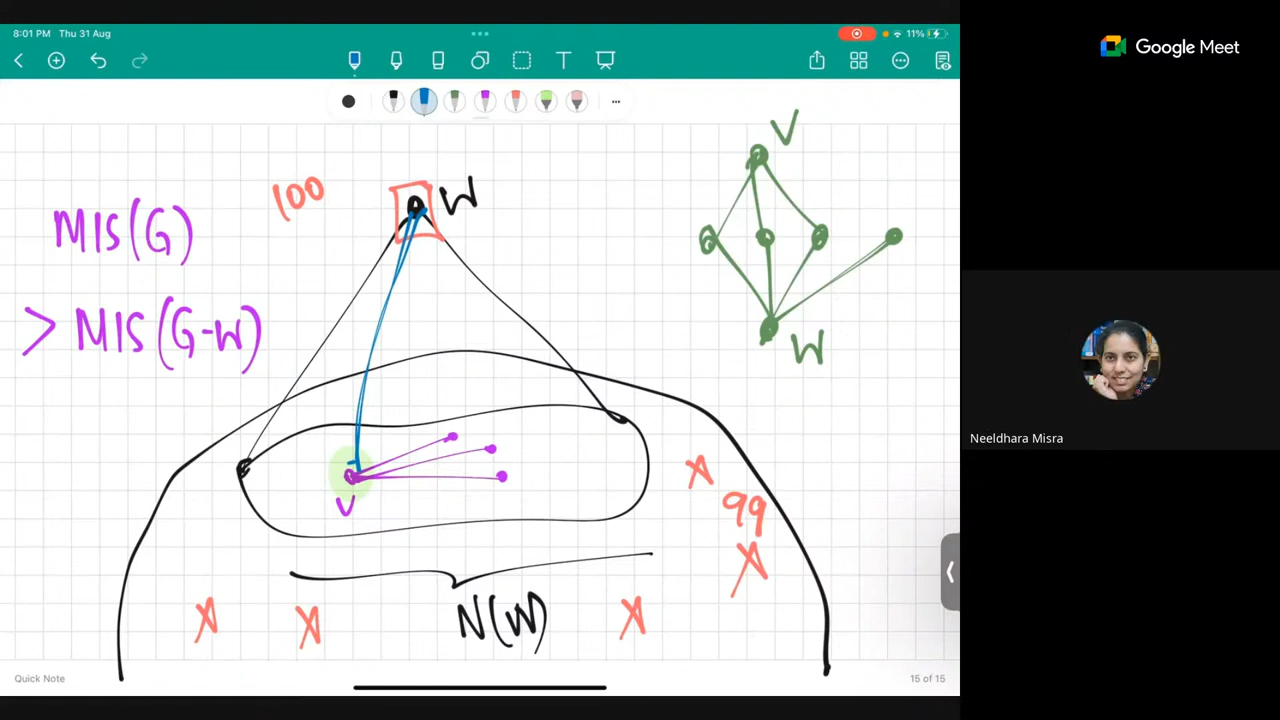 8:01 PM Thu 31 Aug
11%
Google Meet
T
V
100
W
MIS(G)
> MIS(G-W)
W
V
99
N(W)
Neeldhara Misra
Quick Note
15 of 15